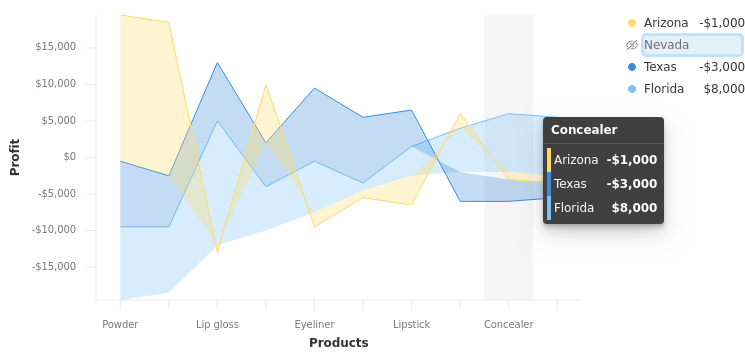 Arizona -$1,000
Nevada
Texas -$3,000
Florida $8,000
Profit
$15,000
$10,000
$5,000
$0
-$5,000
-$10,000
-$15,000
Concealer
Arizona -$1,000
Texas -$3,000
Florida $8,000
Powder Lip gloss Eyeliner Lipstick Concealer
Products